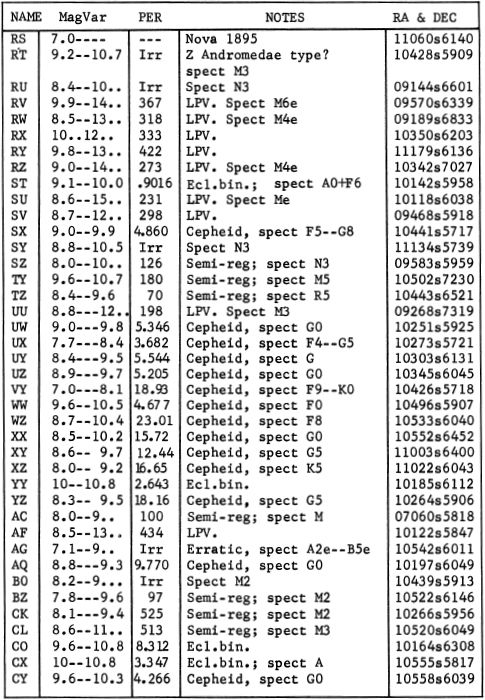 NAME MagVar PER NOTES RA & DEC
RS 7.0---- --- Nova 1895 11060s6140
RT 9.2--10.7 Irr Z Andromedae type? 10428s5909
spect M3
RU 8.4--10.. Irr Spect N3 09144s6601
RV 9.9--14.. 367 LPV. Spect M6e 09570s6339
RW 8.5--13.. 318 LPV. Spect M4e 09189s6833
RX 10..12.. 333 LPV. 10350s6203
RY 9.8--13.. 422 LPV. 11179s6136
RZ 9.0--14.. 273 LPV. Spect M4e 10342s7027
ST 9.1--10.0 .9016 Ecl.bin.; spect A0+F6 10142s5958
SU 8.6--15.. 231 LPV. Spect Me 10118s6038
SV 8.7--12.. 298 LPV. 09468s5918
SX 9.0--9.9 4.860 Cepheid, spect F5--G8 10441s5717
SY 8.8--10.5 Irr Spect N3 11134s5739
SZ 8.0--10.. 126 Semi-reg; spect N3 09583s5959
TY 9.6--10.7 180 Semi-reg; spect M5 10502s7230
TZ 8.4--9.6 70 Semi-reg; spect R5 10443s6521
UU 8.8---12.. 198 LPV. Spect M3 09268s7319
UW 9.0---9.8 5.346 Cepheid, spect G0 10251s5925
UX 7.7---8.4 3.682 Cepheid, spect F4--G5 10273s5721
UY 8.4---9.5 5.544 Cepheid, spect G 10303s6131
UZ 8.9---9.7 5.205 Cepheid, spect G0 10345s6045
VY 7.0---8.1 18.93 Cepheid, spect F9--K0 10426s5718
WW 9.6--10.5 4.677 Cepheid, spect F0 10496s5907
WZ 8.7--10.4 23.01 Cepheid, spect F8 10533s6040
XX 8.5--10.2 15.72 Cepheid, spect G0 10552s6452
XY 8.6-- 9.7 12.44 Cepheid, spect G5 11003s6400
XZ 8.0-- 9.2 16.65 Cepheid, spect K5 11022s6043
YY 10--10.8 2.643 Ecl.bin. 10185s6112
YZ 8.3-- 9.5 18.16 Cepheid, spect G5 10264s5906
AC 8.0--9.. 100 Semi-reg; spect M 07060s5818
AF 8.5--13.. 434 LPV. 10122s5847
AG 7.1--9.. Irr Erratic, spect A2e--B5e 10542s6011
AQ 8.8---9.3 9.770 Cepheid, spect G0 10197s6049
BO 8.2--9... Irr Spect M2 10439s5913
BZ 7.8---9.6 97 Semi-reg; spect M2 10522s6146
CK 8.1---9.4 525 Semi-reg; spect M2 10266s5956
CL 8.6--11.. 513 Semi-reg; spect M3 10520s6049
CO 9.6--10.8 8.312 Ecl.bin. 10164s6308
CX 10--10.8 3.347 Ecl.bin.; spect A 10555s5817
CY 9.6--10.3 4.266 Cepheid, spect G0 10558s6039